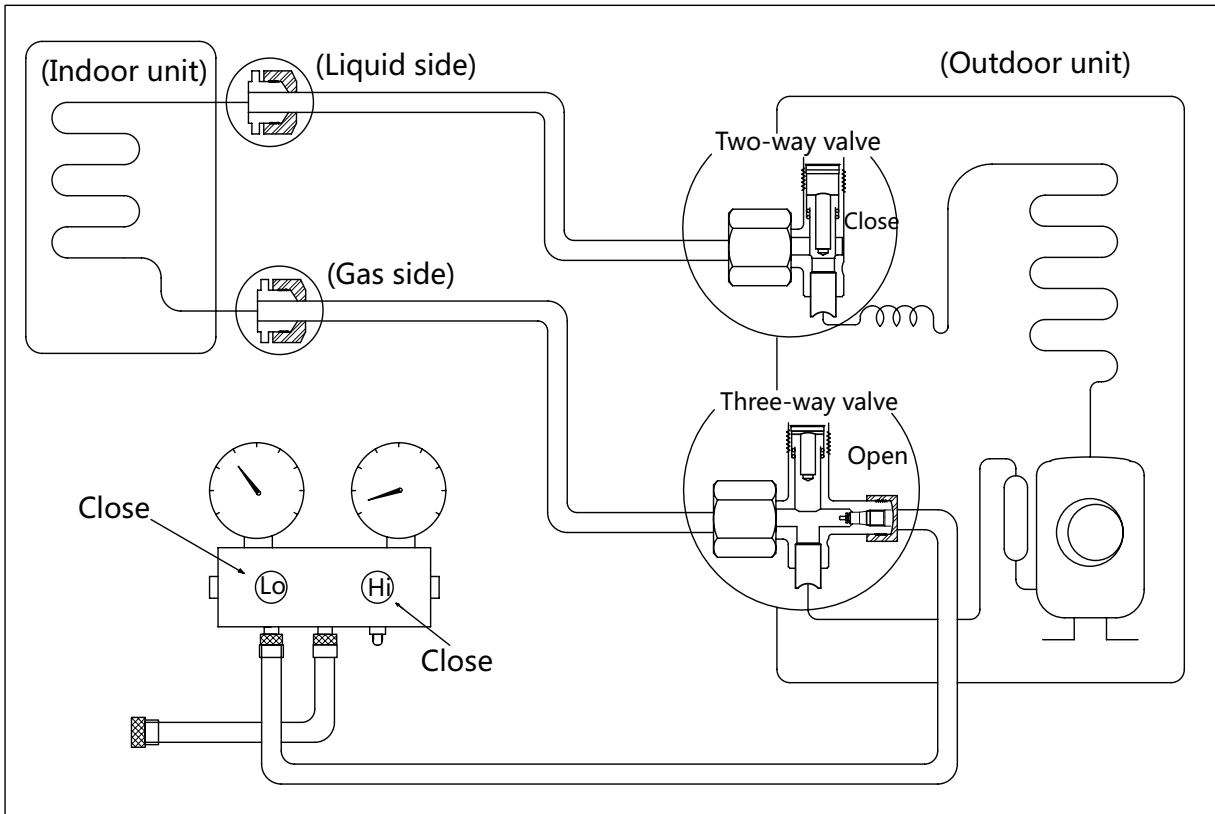 (Indoor unit)
(Liquid side)
(Outdoor unit)
Two-way valve
Close
(Gas side)
Three-way valve
Open
Close
Lo
Hi
Close